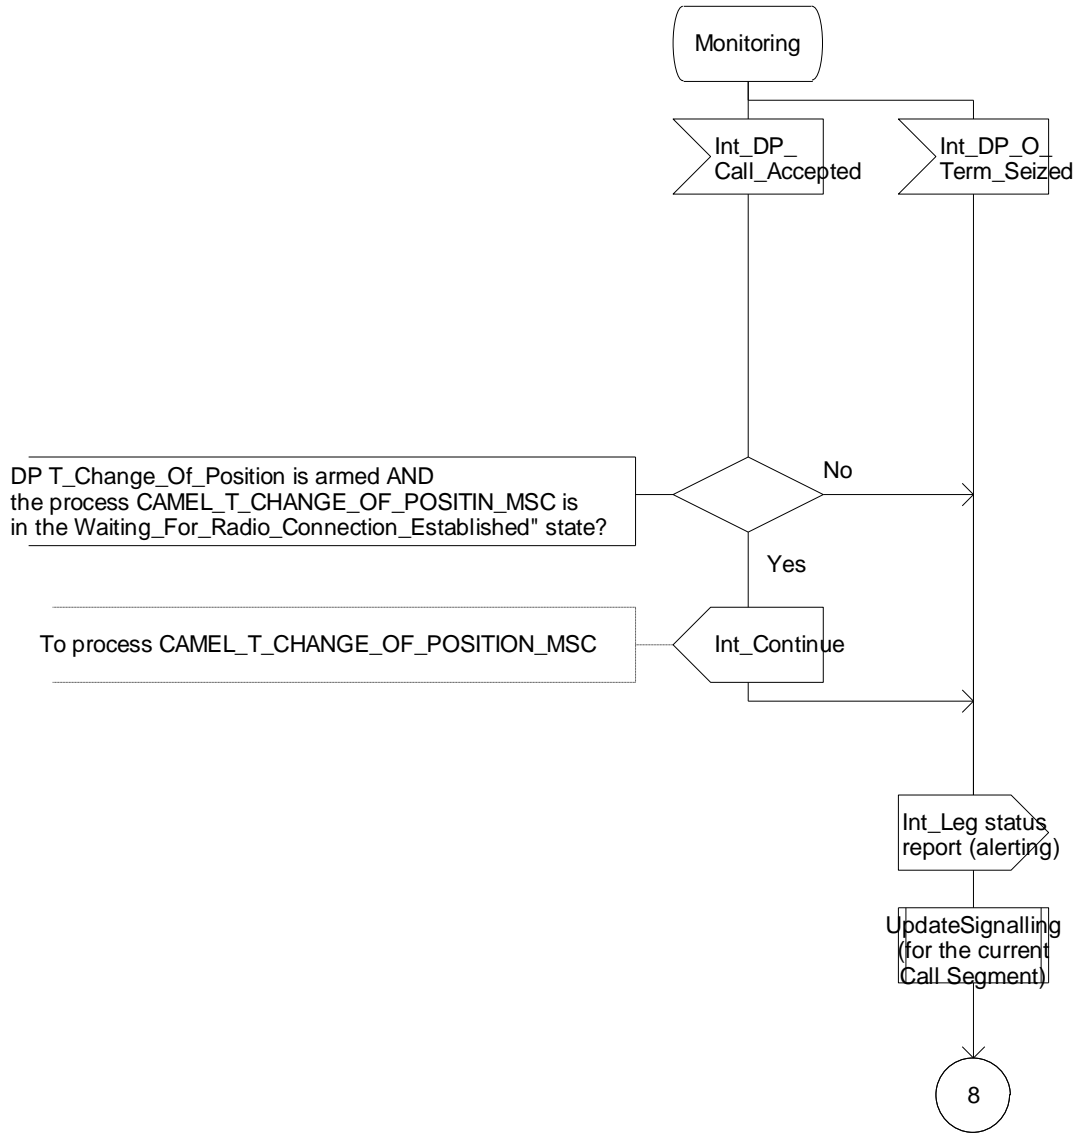 Monitoring
Int_DP_
Call_Accepted
Int_DP_O_
Term_Seized
DP T_Change_Of_Position is armed AND
the process CAMEL_T_CHANGE_OF_POSITIN_MSC is
in the Waiting_For_Radio_Connection_Established" state?
No
Yes
To process CAMEL_T_CHANGE_OF_POSITION_MSC
Int_Continue
Int_Leg status
report (alerting)
UpdateSignalling
(for the current
Call Segment)
8